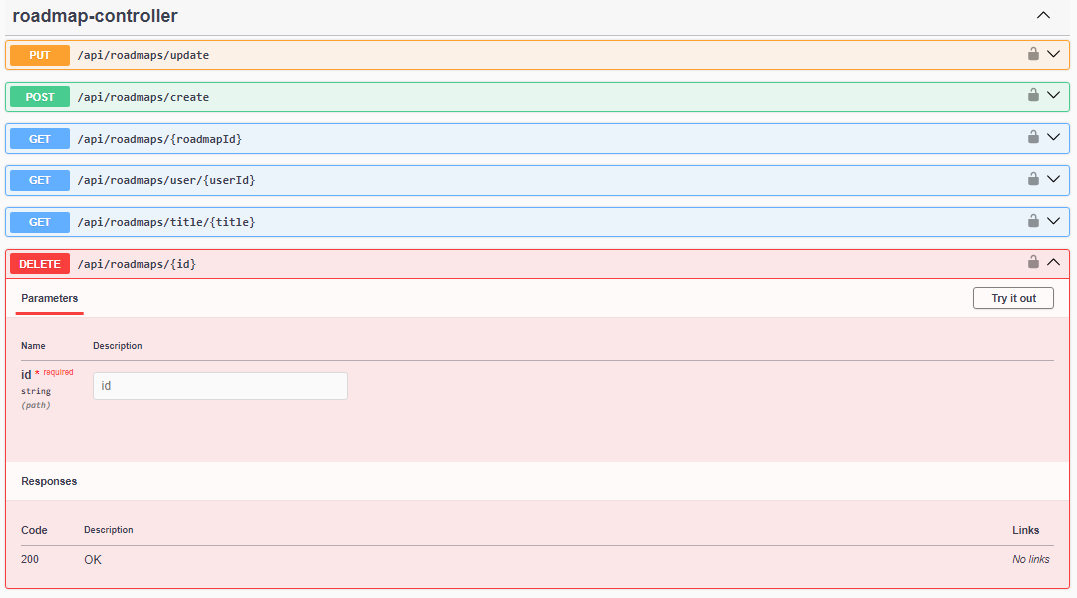 roadmap-controller
PUT /api/roadmaps/update
POST /api/roadmaps/create
GET /api/roadmaps/{roadmapId}
GET /api/roadmaps/user/{userId}
GET /api/roadmaps/title/{title}
DELETE /api/roadmaps/{id}
Parameters Try it out
Name Description
id * required
string
(path)
id
Responses
Code Description Links
200 OK No links